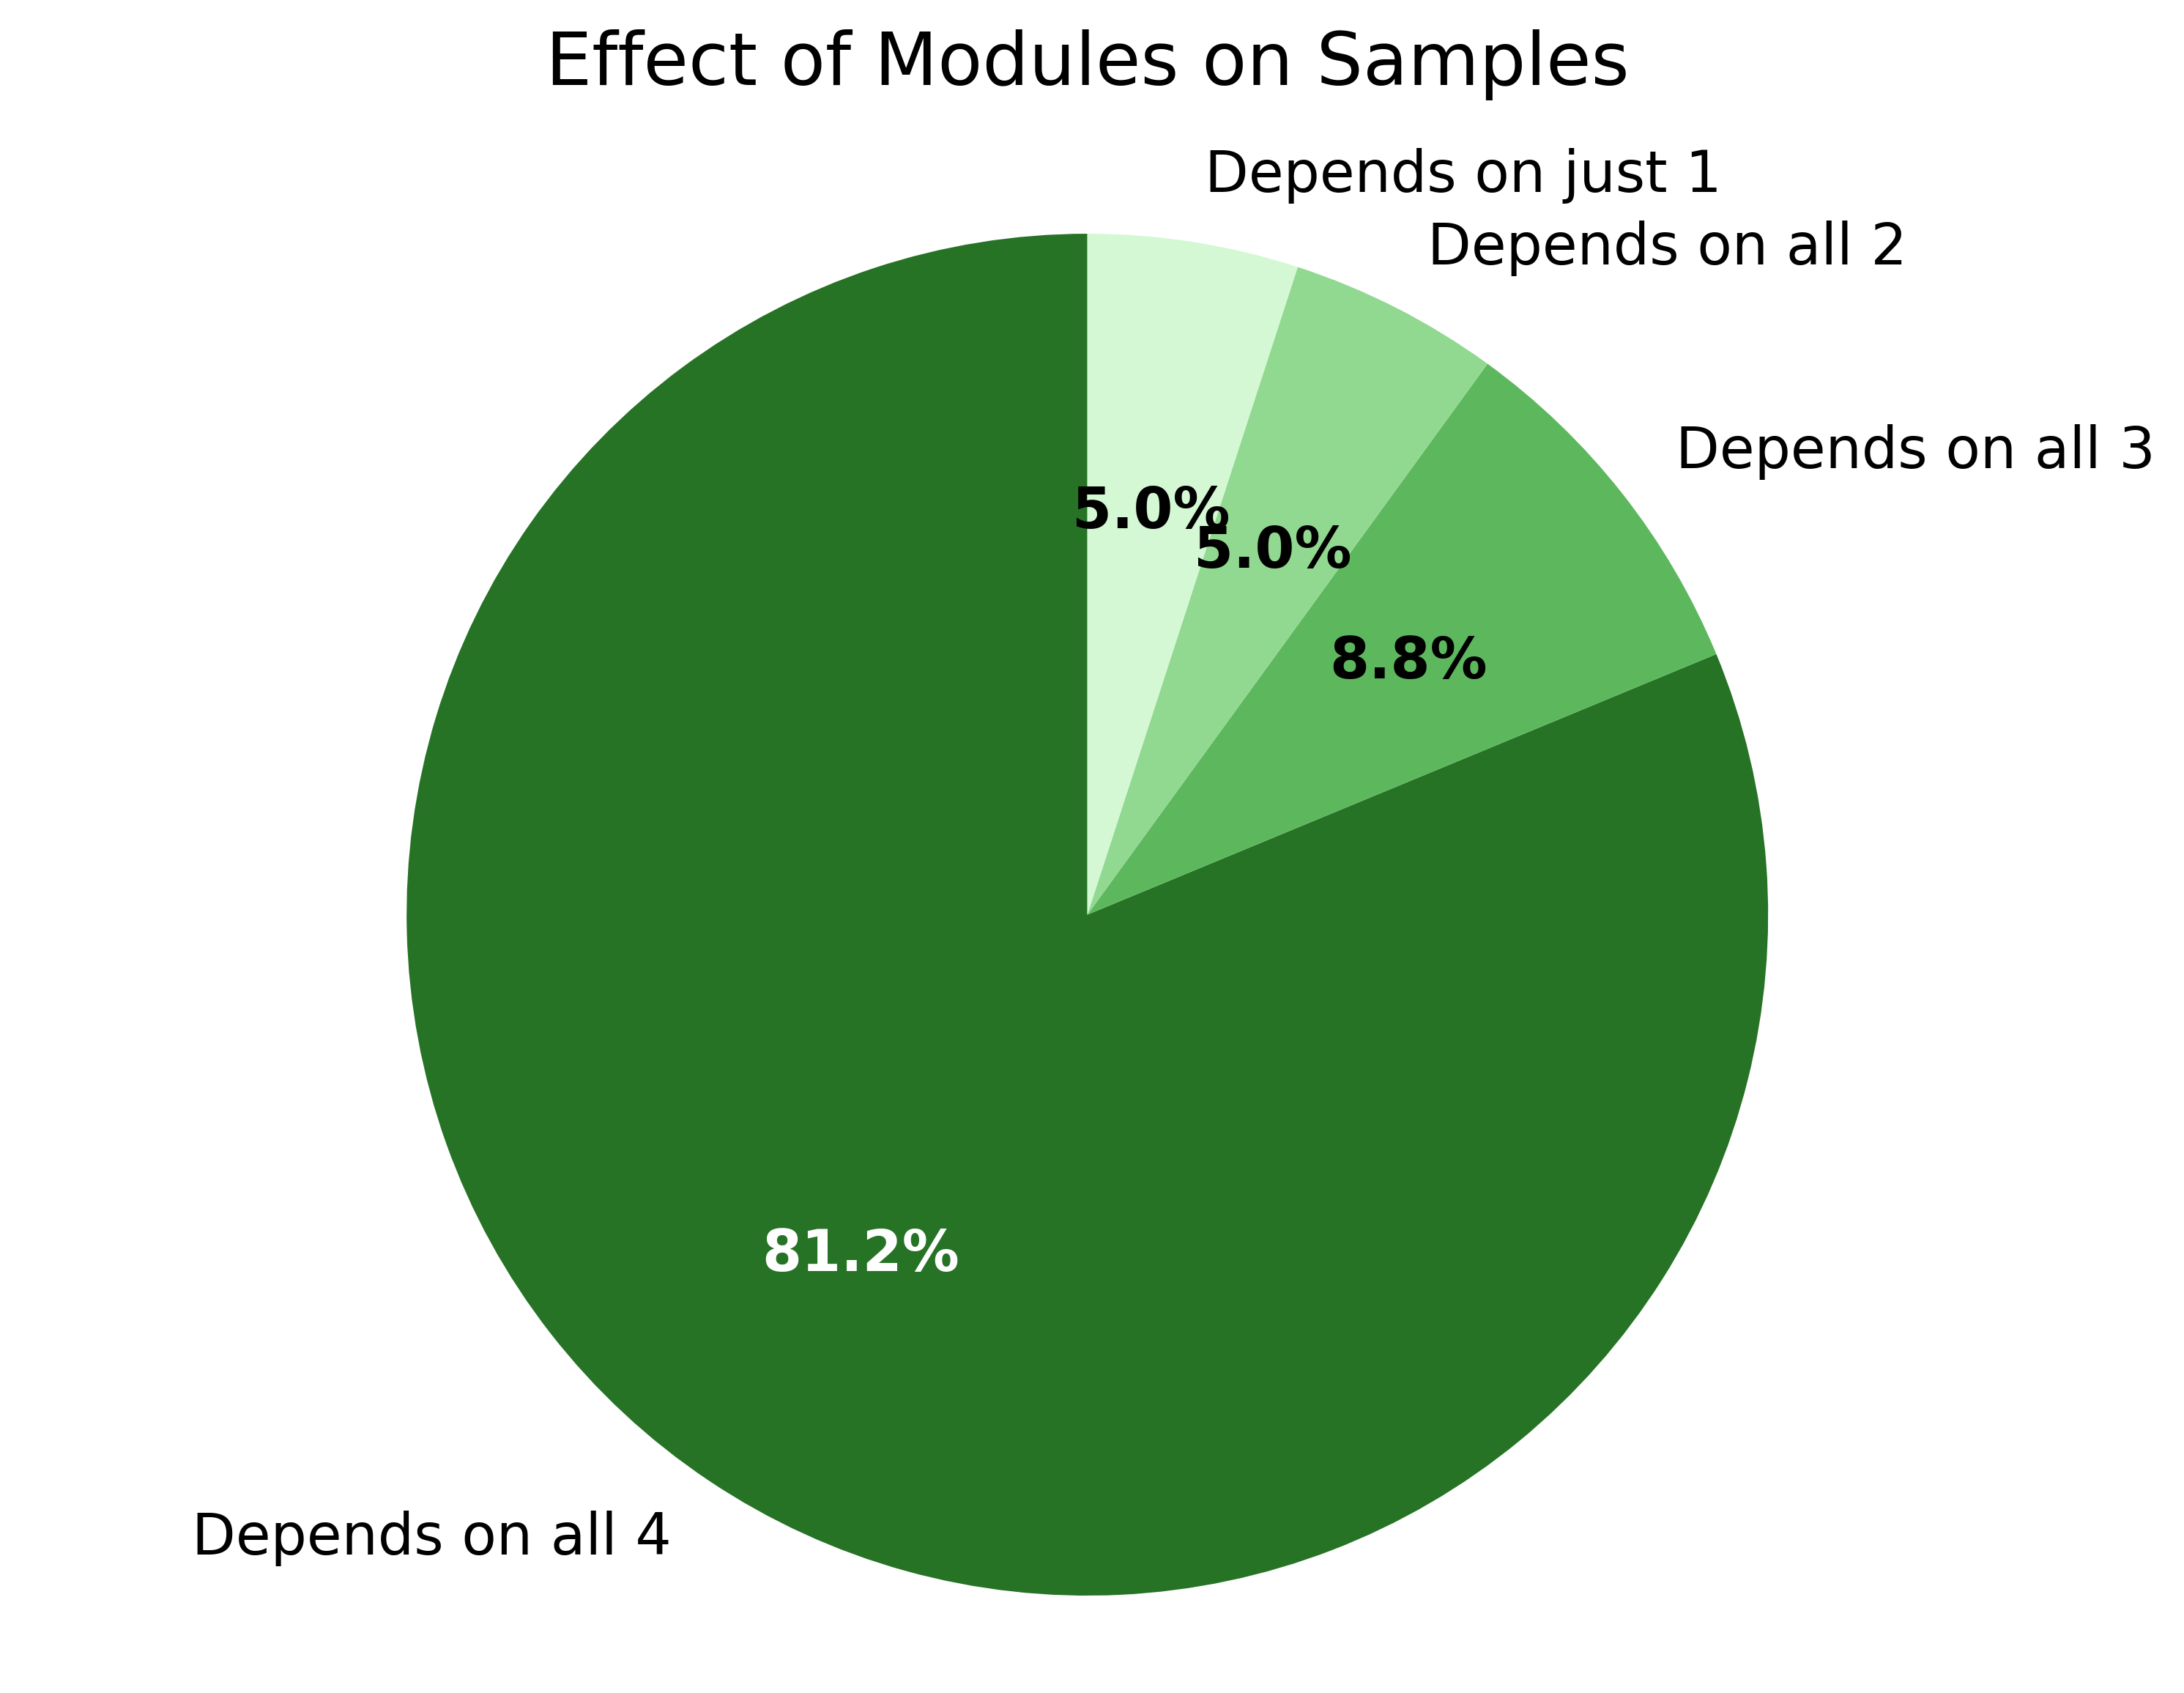 Effect of Modules on Samples
Depends on just 1
Depends on all 2
Depends on all 3
5.0%
5.0%
8.8%
81.2%
Depends on all 4